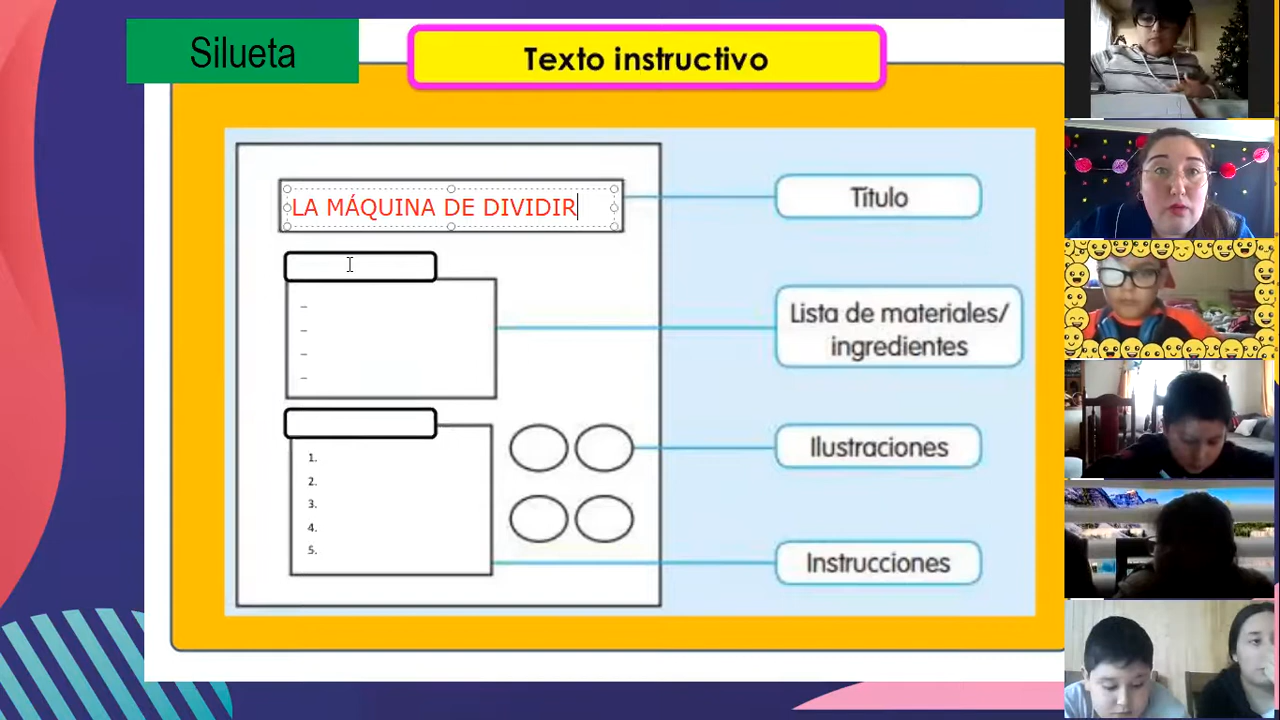 Silueta
Texto instructivo
LA MÁQUINA DE DIVIDIR
Título
–
–
–
–
Lista de materiales/
ingredientes
1.
2.
3.
4.
5.
Ilustraciones
Instrucciones